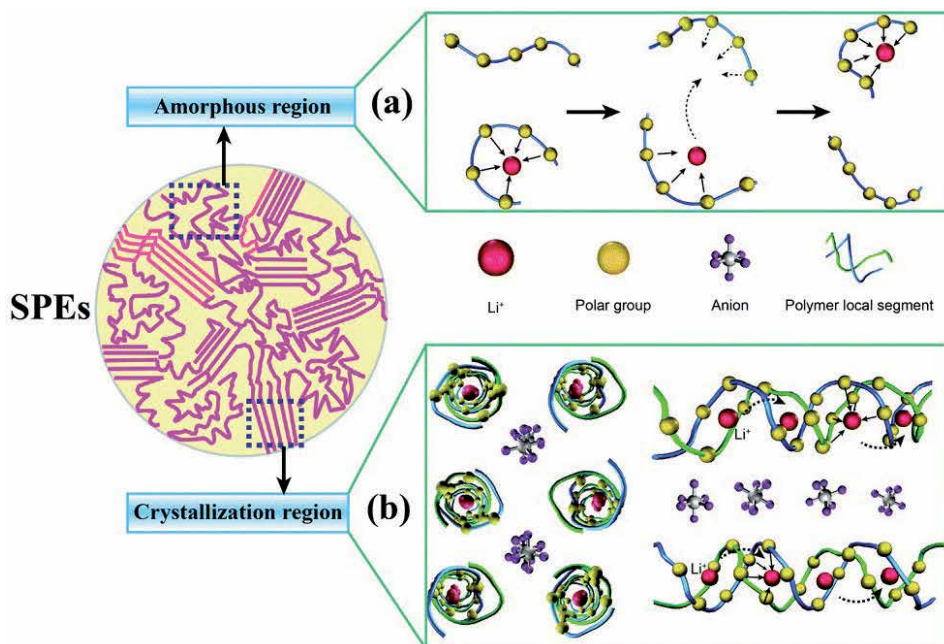 Amorphous region
(a)
Li⁺
Polar group
Anion
Polymer local segment
SPEs
Crystallization region
(b)
Li⁺
Li⁺